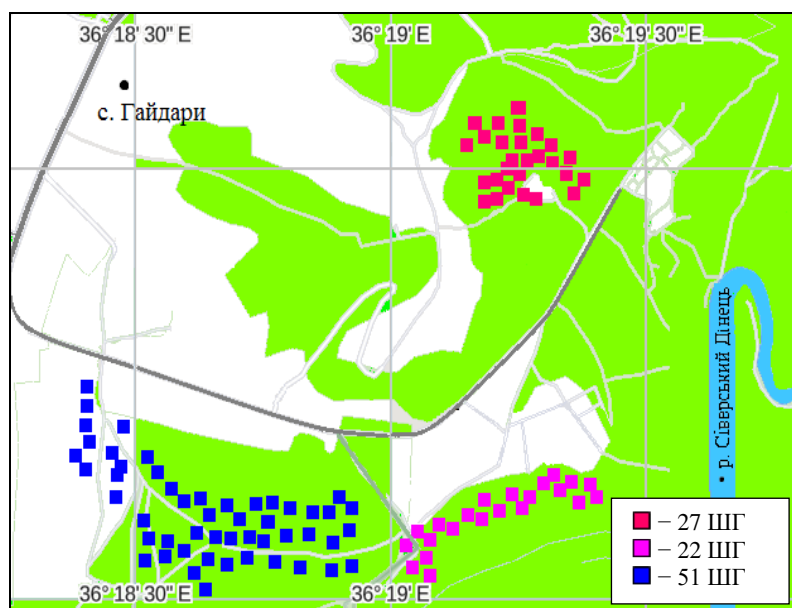 36° 18' 30" E
36° 19' E
36° 19' 30" E
с. Гайдари
• р. Сіверський Дінець
– 27 ШГ
– 22 ШГ
– 51 ШГ
36° 18' 30" E
36° 19' E